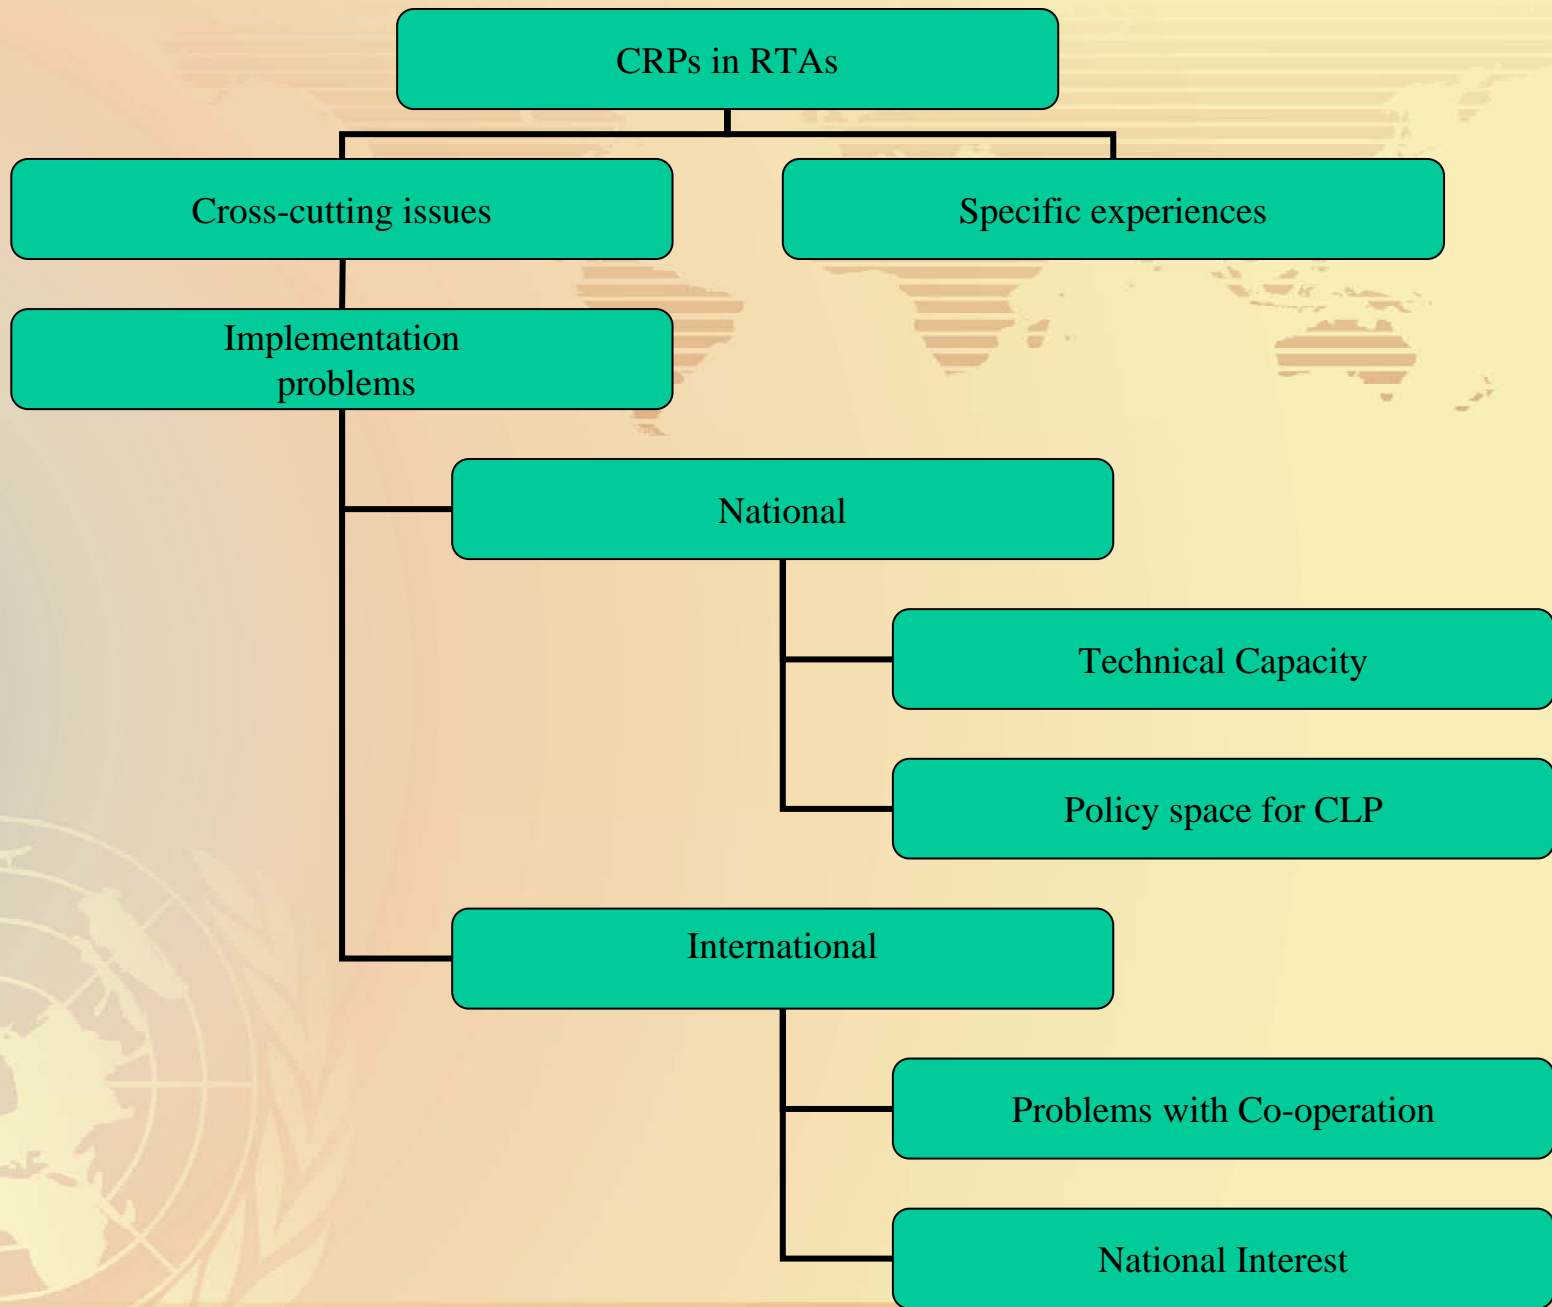 CRPs in RTAs
Cross-cutting issues
Specific experiences
Implementation
problems
National
Technical Capacity
Policy space for CLP
International
Problems with Co-operation
National Interest